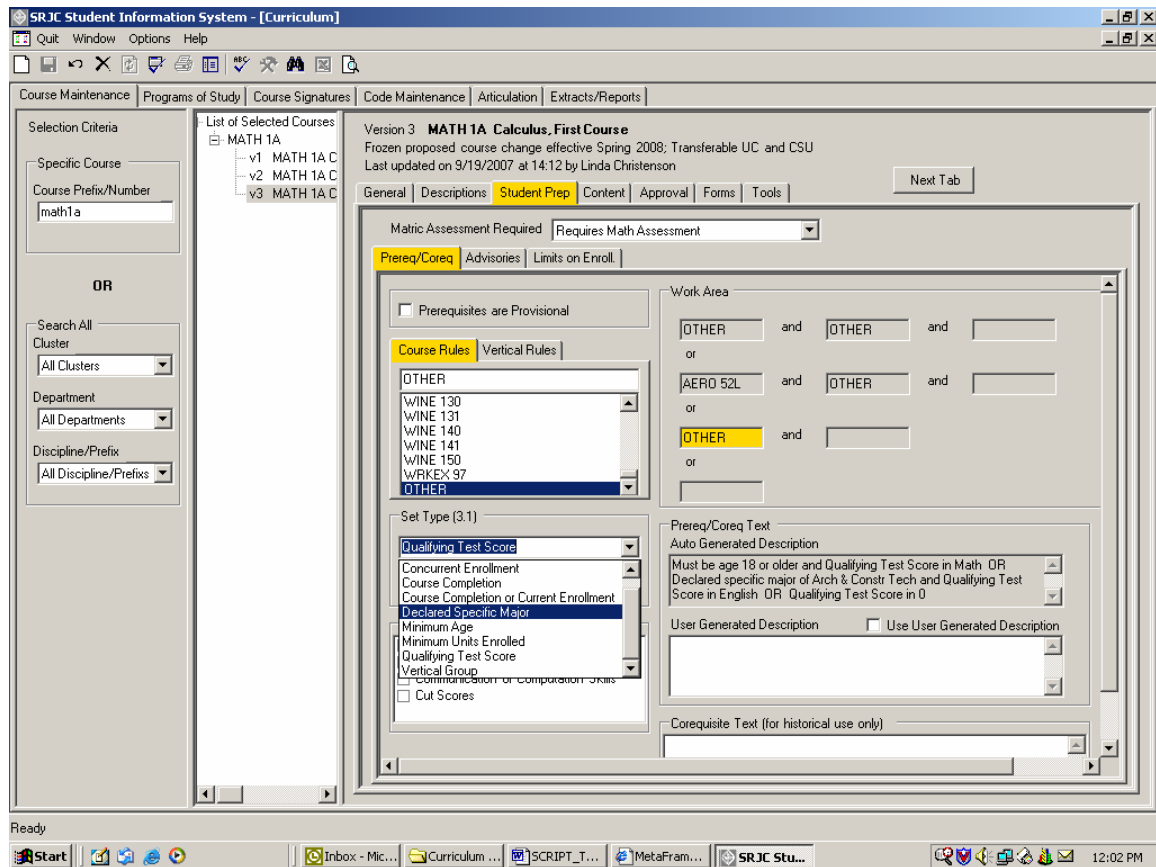 SRJC Student Information System - [Curriculum]
Quit Window Options Help
Course Maintenance Programs of Study Course Signatures Code Maintenance Articulation Extracts/Reports
Selection Criteria
Specific Course
Course Prefix/Number
math1a
OR
Search All
Cluster
All Clusters
Department
All Departments
Discipline/Prefix
All Discipline/Prefixs
List of Selected Courses
MATH 1A
v1 MATH 1A C
v2 MATH 1A C
v3 MATH 1A C
Version 3 MATH 1A Calculus, First Course
Frozen proposed course change effective Spring 2008; Transferable UC and CSU
Last updated on 9/19/2007 at 14:12 by Linda Christenson
Next Tab
General Descriptions Student Prep Content Approval Forms Tools
Matric Assessment Required Requires Math Assessment
Prereq/Coreq Advisories Limits on Enroll.
Prerequisites are Provisional
Course Rules Vertical Rules
OTHER
WINE 130
WINE 131
WINE 140
WINE 141
WINE 150
WRKEX 97
OTHER
Set Type (3.1)
Qualifying Test Score
Concurrent Enrollment
Course Completion
Course Completion or Current Enrollment
Declared Specific Major
Minimum Age
Minimum Units Enrolled
Qualifying Test Score
Vertical Group
Communication or Computation Skills
Cut Scores
Work Area
OTHER and OTHER and
or
AERO 52L and OTHER and
or
OTHER and
or
Prereq/Coreq Text
Auto Generated Description
Must be age 18 or older and Qualifying Test Score in Math OR
Declared specific major of Arch & Constr Tech and Qualifying Test
Score in English OR Qualifying Test Score in 0
User Generated Description Use User Generated Description
Corequisite Text (for historical use only)
Ready
Start Inbox - Mic... Curriculum ... SCRIPT_T... MetaFram... SRJC Stu... 12:02 PM